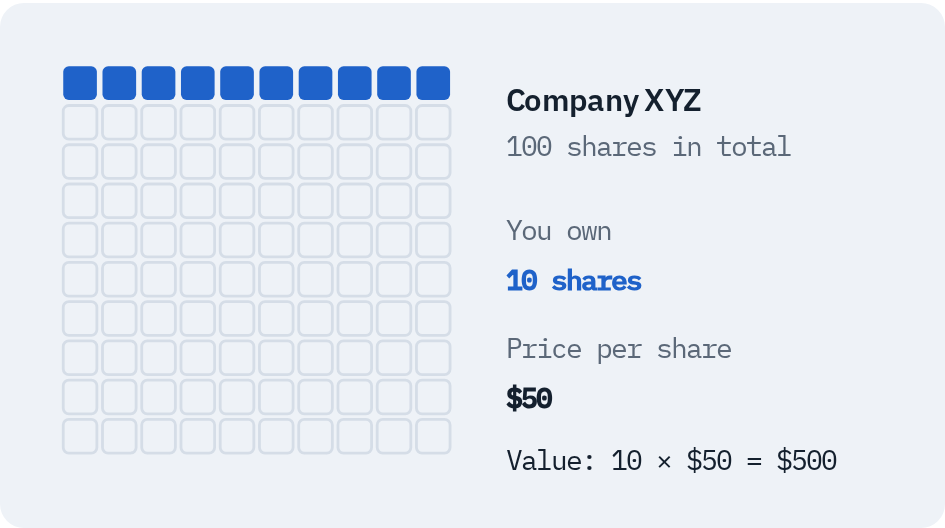 Company XYZ
100 shares in total
You own
10 shares
Price per share
$50
Value: 10 × $50 = $500